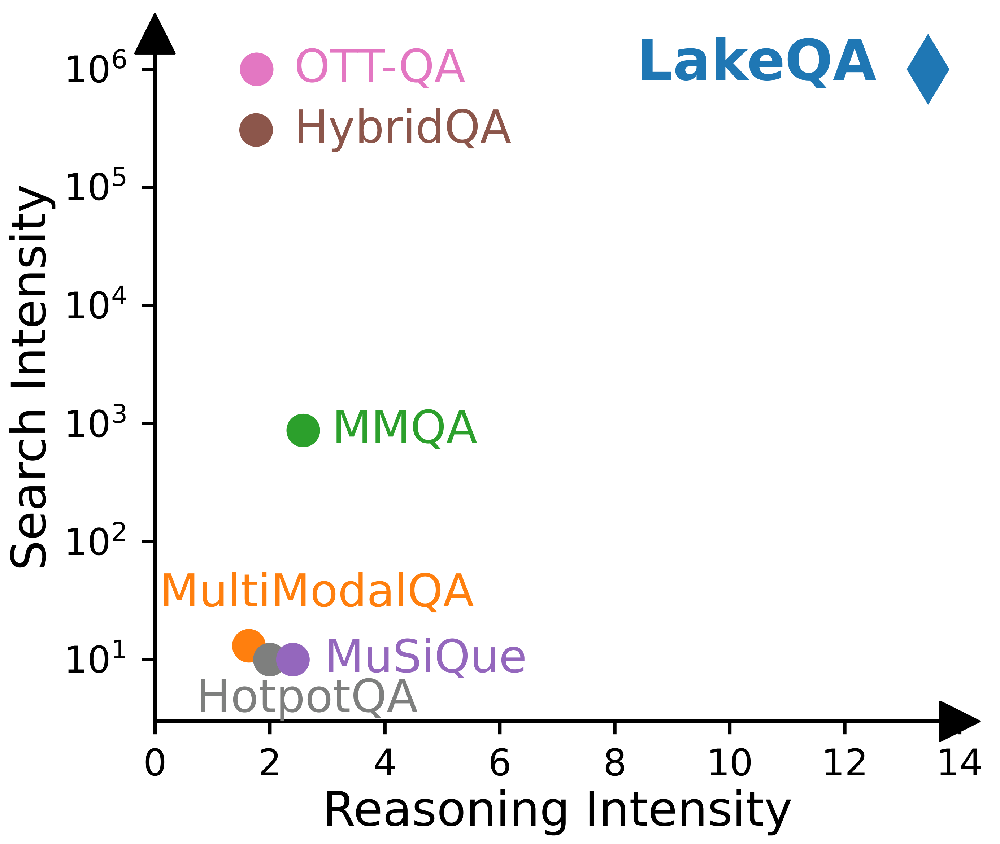 Search Intensity
10⁶
10⁵
10⁴
10³
10²
10¹
OTT-QA
LakeQA
HybridQA
MMQA
MultiModalQA
MuSiQue
HotpotQA
0 2 4 6 8 10 12 14
Reasoning Intensity